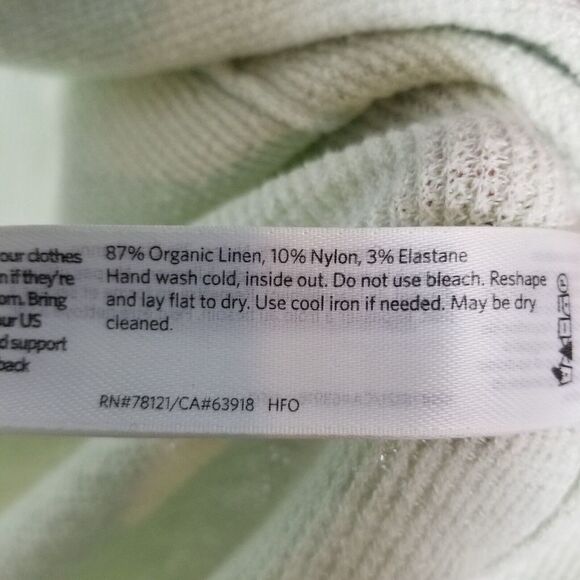 our clothes
n if they're
orn. Bring
ur US
d support
back
87% Organic Linen, 10% Nylon, 3% Elastane
Hand wash cold, inside out. Do not use bleach. Reshape
and lay flat to dry. Use cool iron if needed. May be dry
cleaned.
RN#78121/CA#63918 HFO